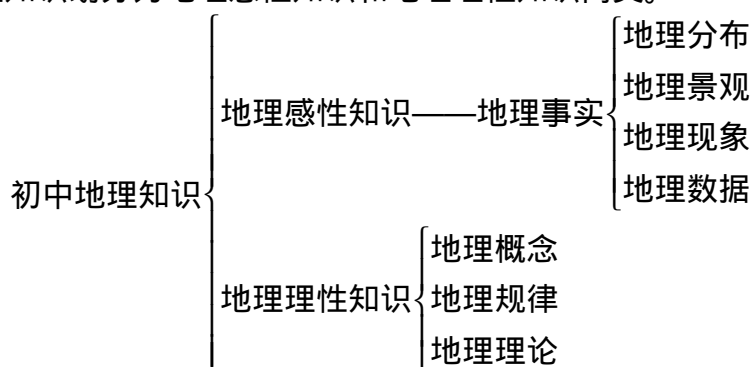 初中地理知识
地理感性知识——地理事实
地理分布
地理景观
地理现象
地理数据
地理理性知识
地理概念
地理规律
地理理论